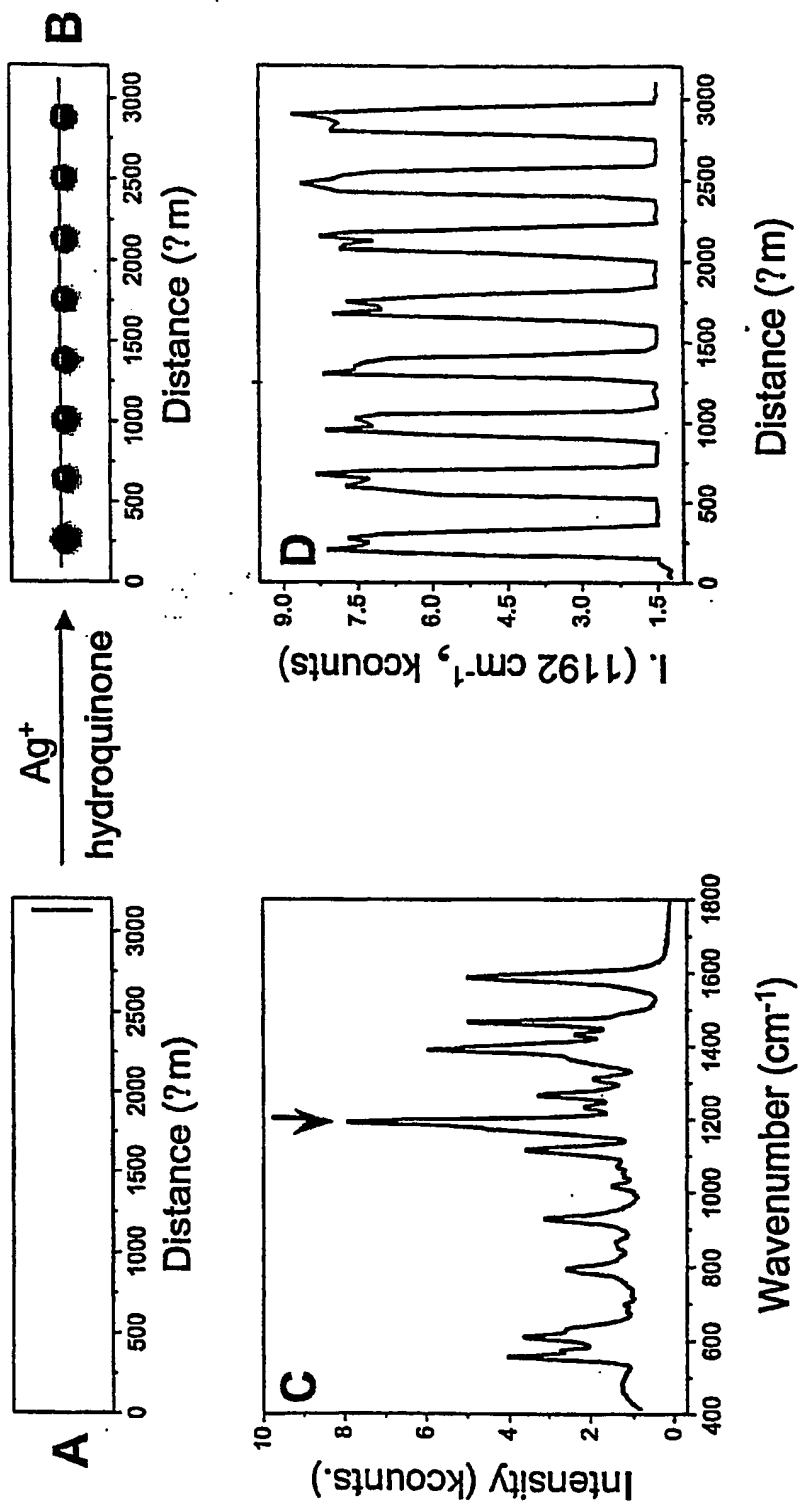 A
0 500 1000 1500 2000 2500 3000
Distance (?m)
Ag+
hydroquinone
B
0 500 1000 1500 2000 2500 3000
Distance (?m)
C
10
8
6
4
2
0
Intensity (kcounts.)
400 600 800 1000 1200 1400 1600 1800
Wavenumber (cm-1)
D
9.0
7.5
6.0
4.5
3.0
1.5
I. (1192 cm-1, kcounts)
0 500 1000 1500 2000 2500 3000
Distance (?m)